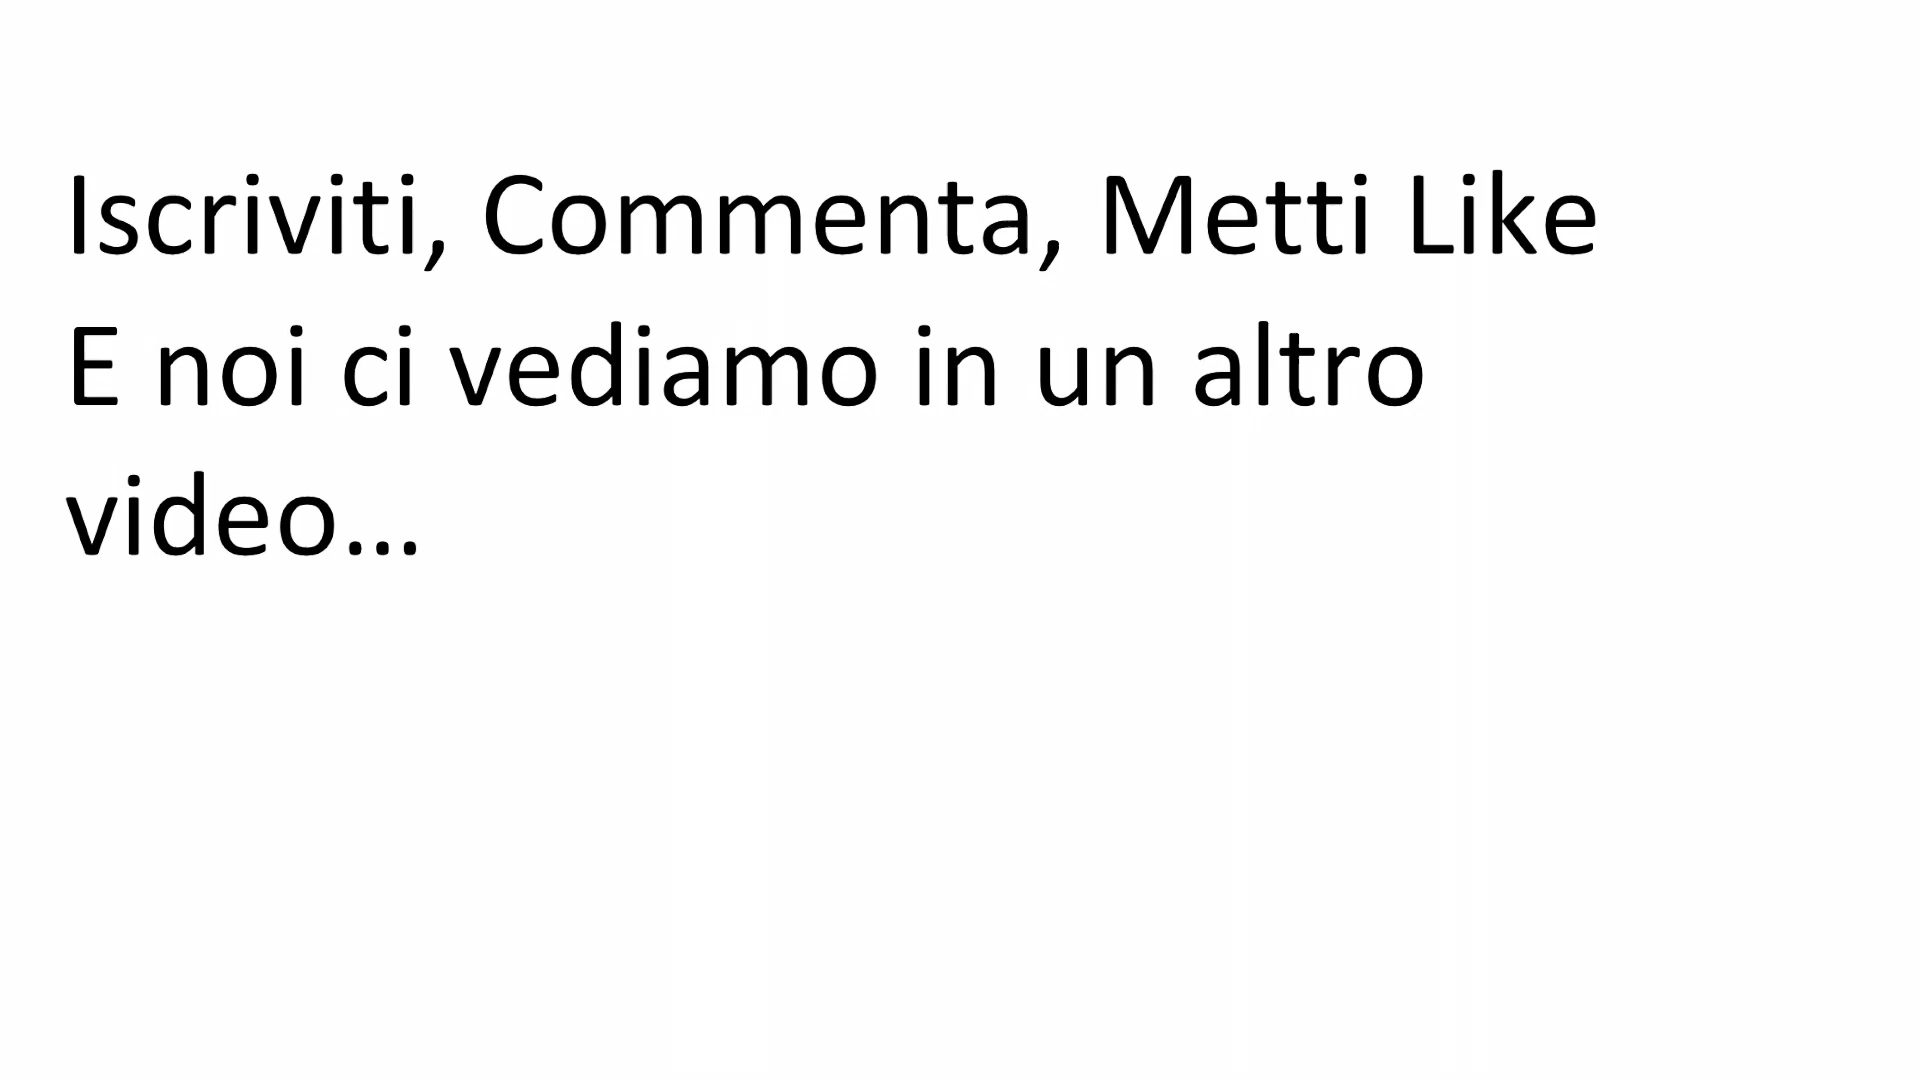 Iscriviti, Commenta, Metti Like
E noi ci vediamo in un altro
video...